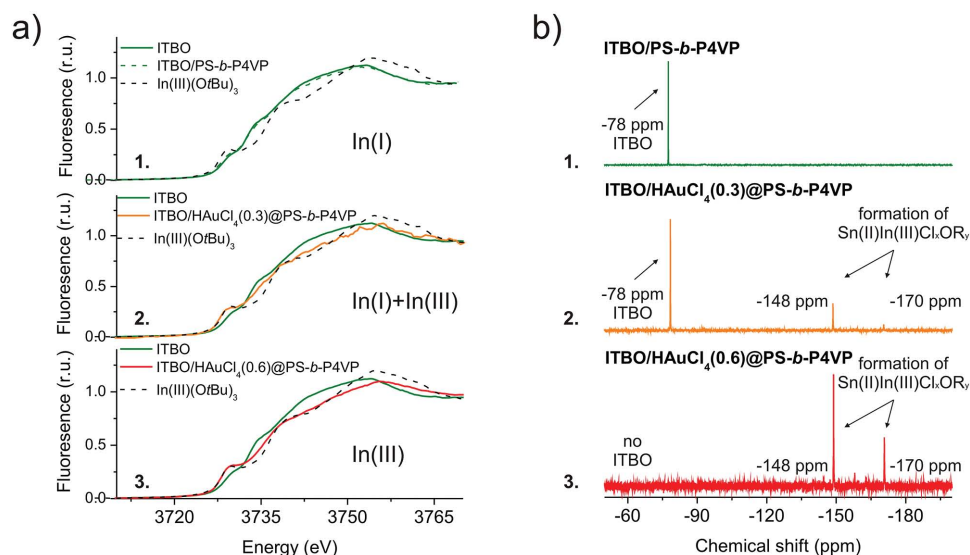 a)
Fluoresence (r.u.)
1.0
0.5
0.0
ITBO
ITBO/PS-b-P4VP
In(III)(OtBu)₃
1.
In(I)
Fluoresence (r.u.)
1.0
0.5
0.0
ITBO
ITBO/HAuCl₄(0.3)@PS-b-P4VP
In(III)(OtBu)₃
2.
In(I)+In(III)
Fluoresence (r.u.)
1.0
0.5
0.0
ITBO
ITBO/HAuCl₄(0.6)@PS-b-P4VP
In(III)(OtBu)₃
3.
In(III)
3720 3735 3750 3765
Energy (eV)
b)
ITBO/PS-b-P4VP
-78 ppm
ITBO
1.
ITBO/HAuCl₄(0.3)@PS-b-P4VP
formation of
Sn(II)In(III)ClₓORᵧ
-78 ppm
ITBO
-148 ppm
-170 ppm
2.
ITBO/HAuCl₄(0.6)@PS-b-P4VP
formation of
Sn(II)In(III)ClₓORᵧ
no
ITBO
-148 ppm
-170 ppm
3.
-60 -90 -120 -150 -180
Chemical shift (ppm)